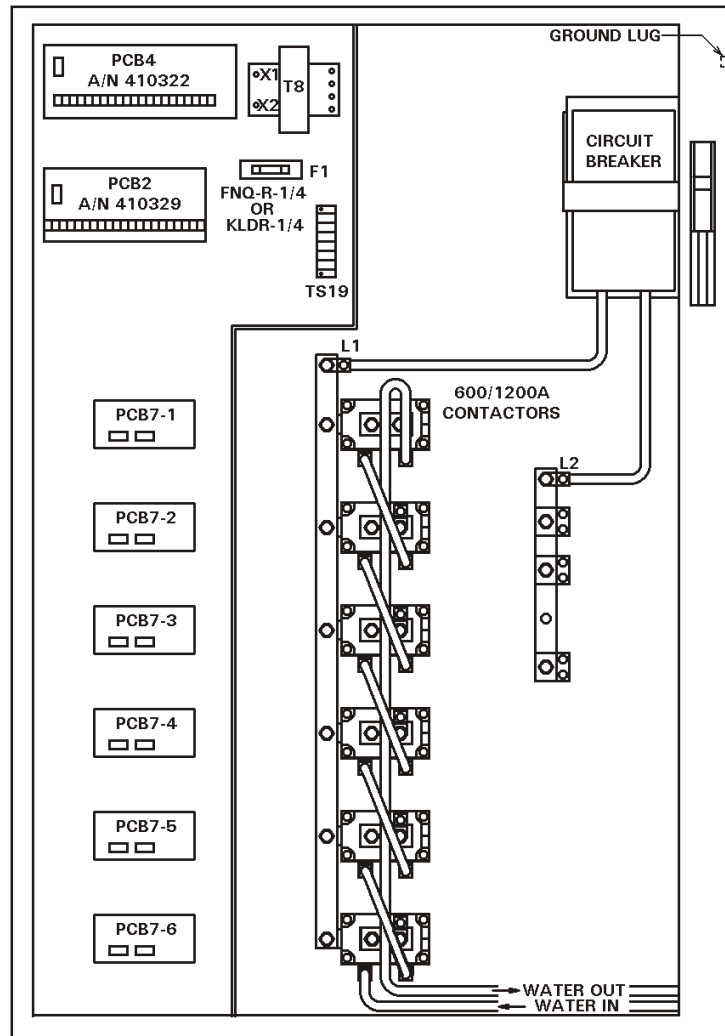 GROUND LUG
PCB4
A/N 410322
X1
X2
T8
CIRCUIT
BREAKER
PCB2
A/N 410329
F1
FNQ-R-1/4
OR
KLDR-1/4
TS19
L1
600/1200A
CONTACTORS
L2
PCB7-1
PCB7-2
PCB7-3
PCB7-4
PCB7-5
PCB7-6
WATER OUT
WATER IN